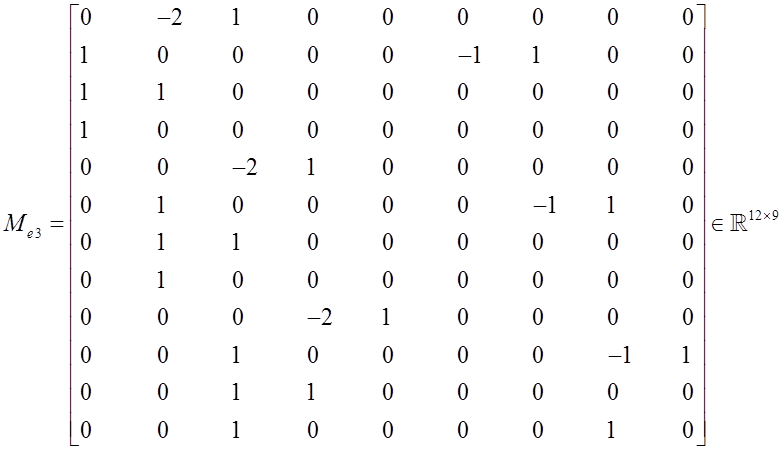 0 −2 1 0 0 0 0 0 0
1 0 0 0 0 −1 1 0 0
1 1 0 0 0 0 0 0 0
1 0 0 0 0 0 0 0 0
0 0 −2 1 0 0 0 0 0
M_{e3} = 0 1 0 0 0 0 −1 1 0 ∈ ℝ^{12×9}
0 1 1 0 0 0 0 0 0
0 1 0 0 0 0 0 0 0
0 0 0 −2 1 0 0 0 0
0 0 1 0 0 0 0 −1 1
0 0 1 1 0 0 0 0 0
0 0 1 0 0 0 0 1 0